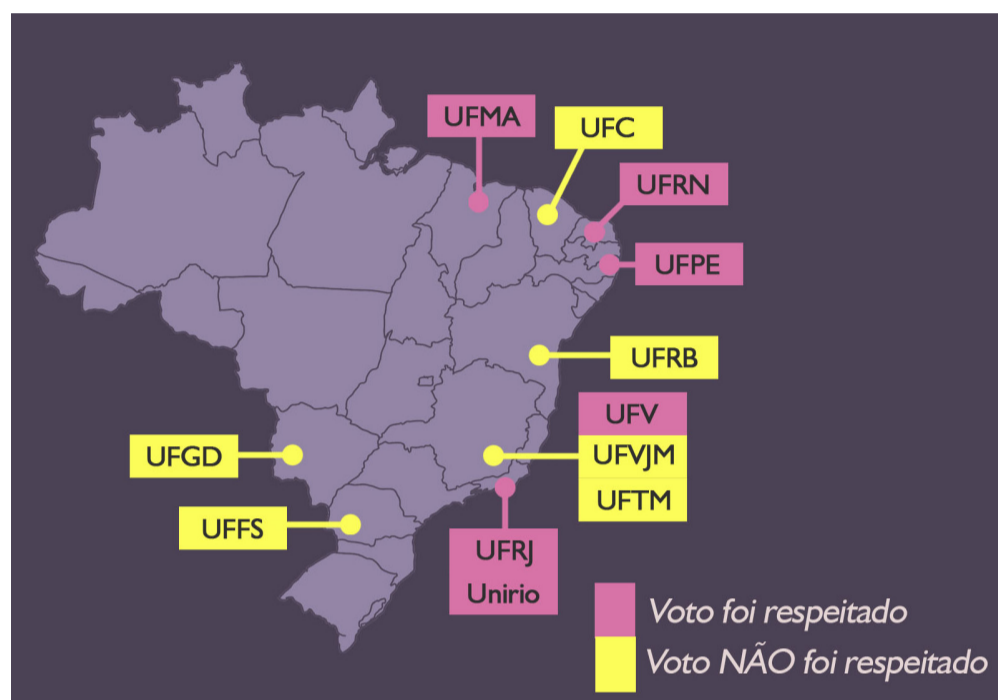 UFMA
UFC
UFRN
UFPE
UFRB
UFV
UFVJM
UFTM
UFGD
UFFS
UFRJ
Unirio
Voto foi respeitado
Voto NÃO foi respeitado